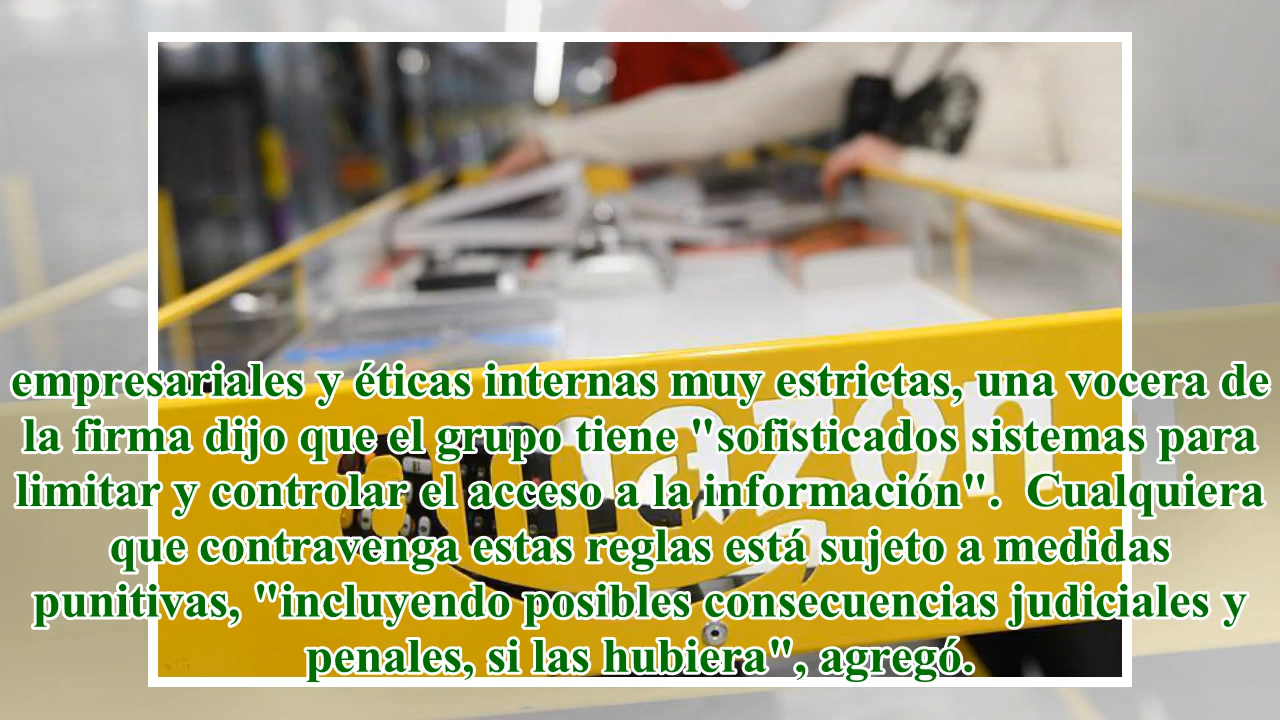 empresariales y éticas internas muy estrictas, una vocera de
la firma dijo que el grupo tiene "sofisticados sistemas para
limitar y controlar el acceso a la información".  Cualquiera
que contravenga estas reglas está sujeto a medidas
punitivas, "incluyendo posibles consecuencias judiciales y
penales, si las hubiera", agregó.
amazon